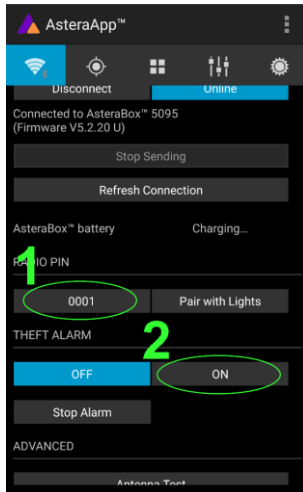 AsteraApp™
Disconnect Online
Connected to AsteraBox™ 5095
(Firmware V5.2.20 U)
Stop Sending
Refresh Connection
AsteraBox™ battery Charging...
1
RADIO PIN
0001 Pair with Lights
THEFT ALARM
2
OFF ON
Stop Alarm
ADVANCED
Antenna Test